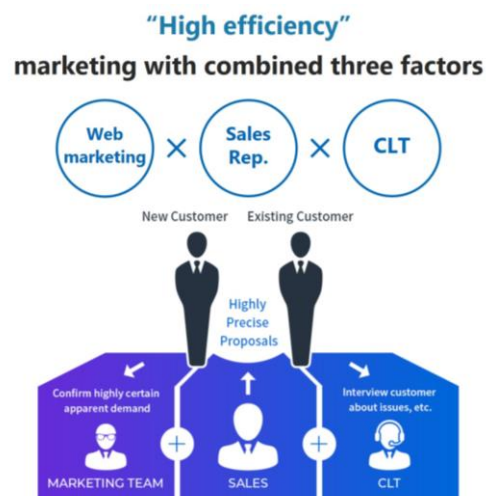 “High efficiency”
marketing with combined three factors
Web
marketing
×
Sales
Rep.
×
CLT
New Customer
Existing Customer
Highly
Precise
Proposals
Confirm highly certain
apparent demand
Interview customer
about issues, etc.
+
+
MARKETING TEAM
SALES
CLT